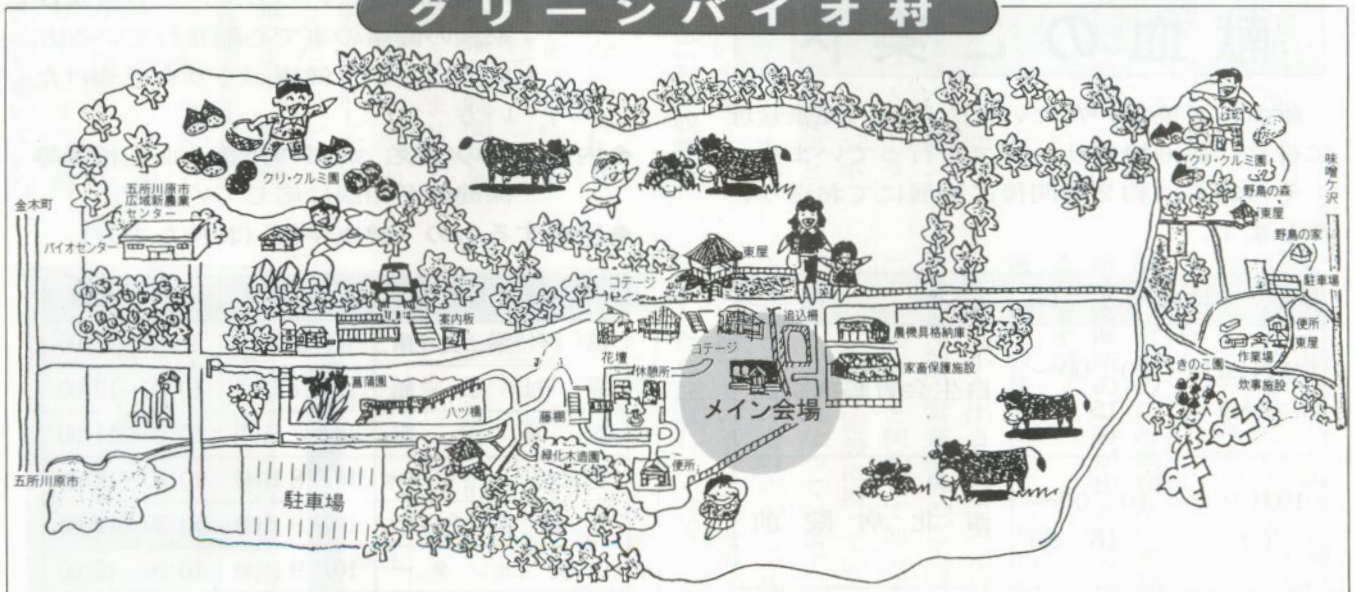 グリーンバイオ村
クリ・クルミ園
五所川原市
広域新農業
センター
金木町
バイオセンター
案内板
菖蒲園
八ツ橋
五所川原市
駐車場
緑化木造園
藤棚
花壇
休憩所
便所
コテージ
コテージ
東屋
追込柵
メイン会場
農機具格納庫
家畜保護施設
クリ・クルミ園
野鳥の森
東屋
味噌ケ沢
野鳥の家
駐車場
便所
東屋
作業場
きのこ園
炊事施設